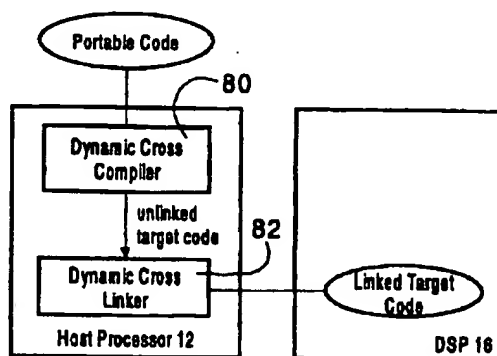 Portable Code
80
Dynamic Cross
Compiler
unlinked
target code
82
Dynamic Cross
Linker
Linked Target
Code
Host Processor 12
DSP 16